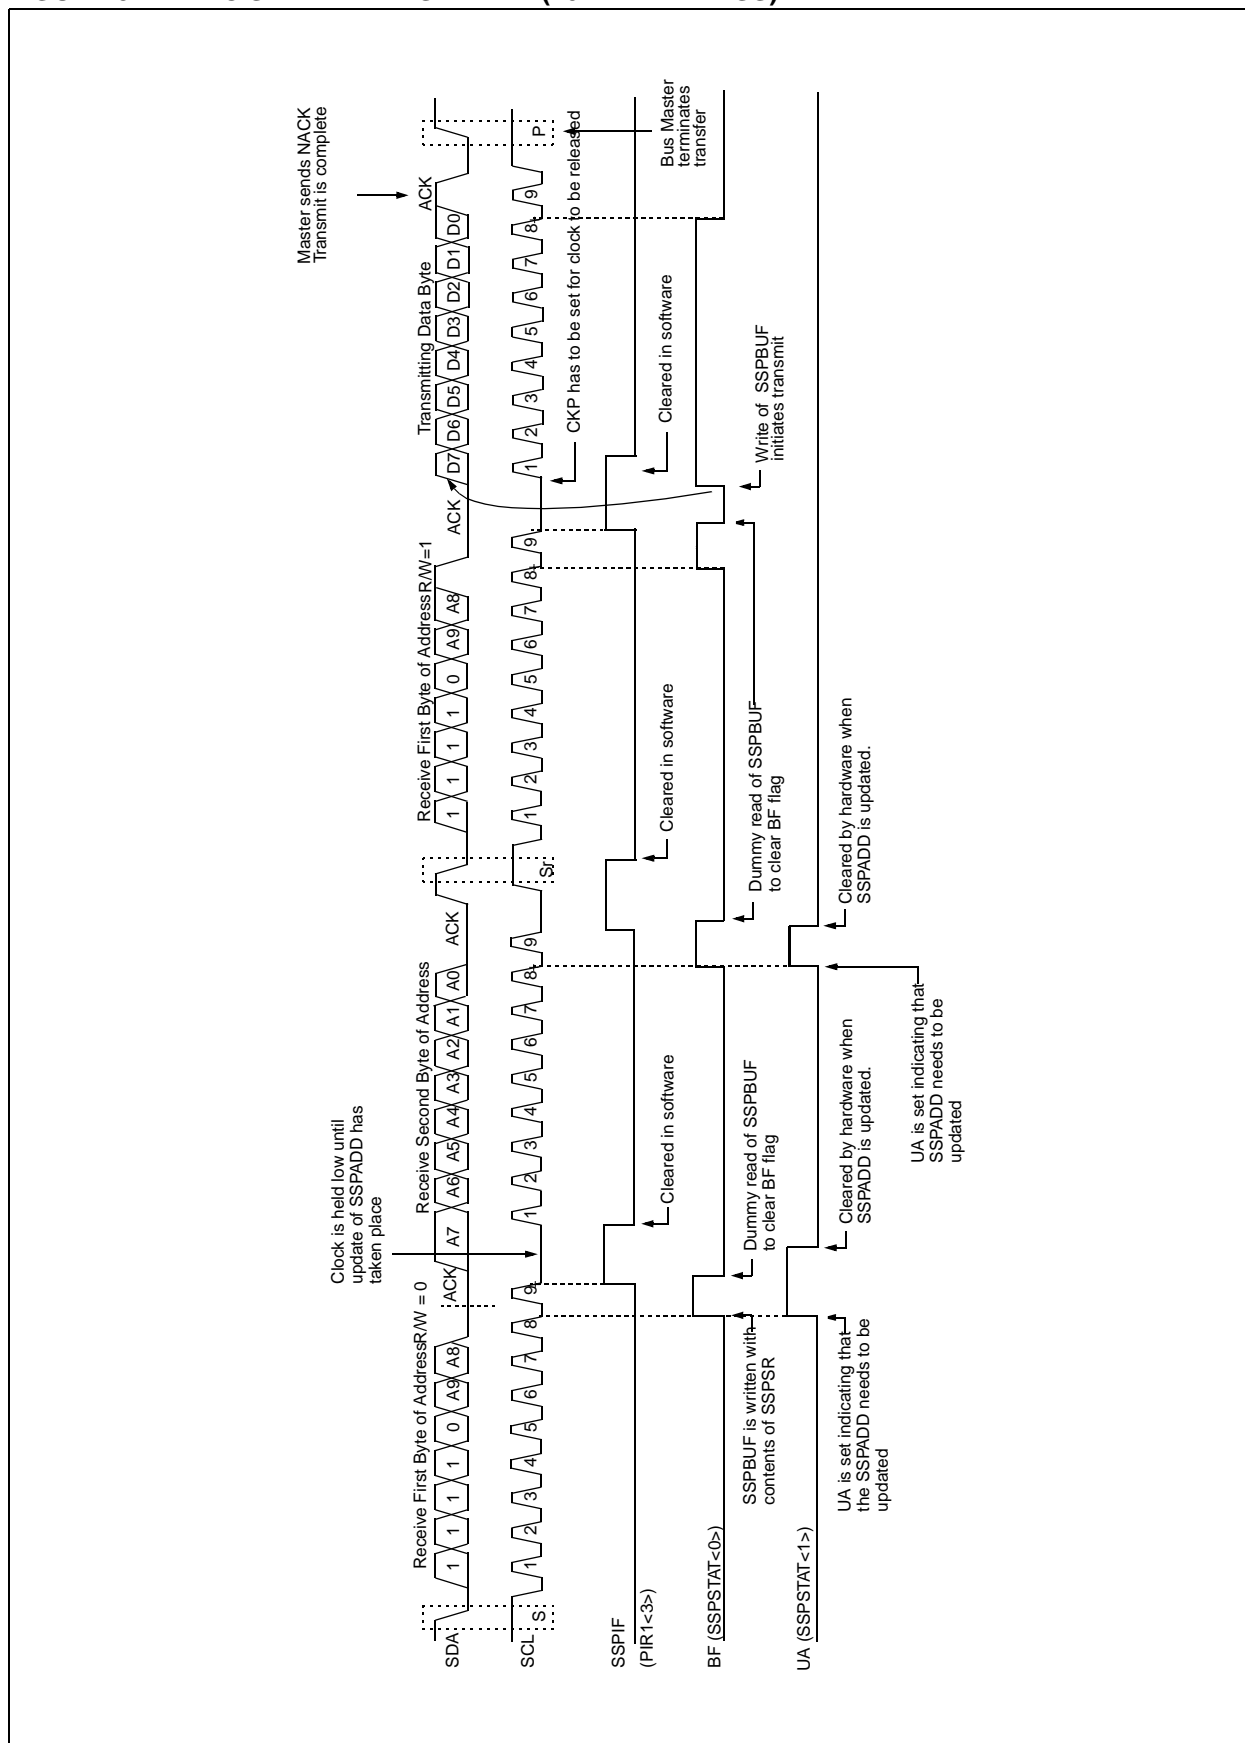 Master sends NACK
Transmit is complete
Receive First Byte of Address R/W = 0
Receive Second Byte of Address
Receive First Byte of Address R/W=1
Transmitting Data Byte
SDA
1 1 1 1 0 A9 A8 ACK A7 A6 A5 A4 A3 A2 A1 A0 ACK 1 1 1 1 0 A9 A8 ACK D7 D6 D5 D4 D3 D2 D1 D0 ACK
SCL
S 1 2 3 4 5 6 7 8 9 1 2 3 4 5 6 7 8 9 Sr 1 2 3 4 5 6 7 8 9 1 2 3 4 5 6 7 8 9 P
Clock is held low until
update of SSPADD has
taken place
CKP has to be set for clock to be released
Bus Master
terminates
transfer
SSPIF
(PIR1<3>)
Cleared in software
Cleared in software
Cleared in software
BF (SSPSTAT<0>)
SSPBUF is written with
contents of SSPSR
Dummy read of SSPBUF
to clear BF flag
Dummy read of SSPBUF
to clear BF flag
Write of SSPBUF
initiates transmit
UA (SSPSTAT<1>)
UA is set indicating that
the SSPADD needs to be
updated
Cleared by hardware when
SSPADD is updated.
UA is set indicating that
SSPADD needs to be
updated
Cleared by hardware when
SSPADD is updated.